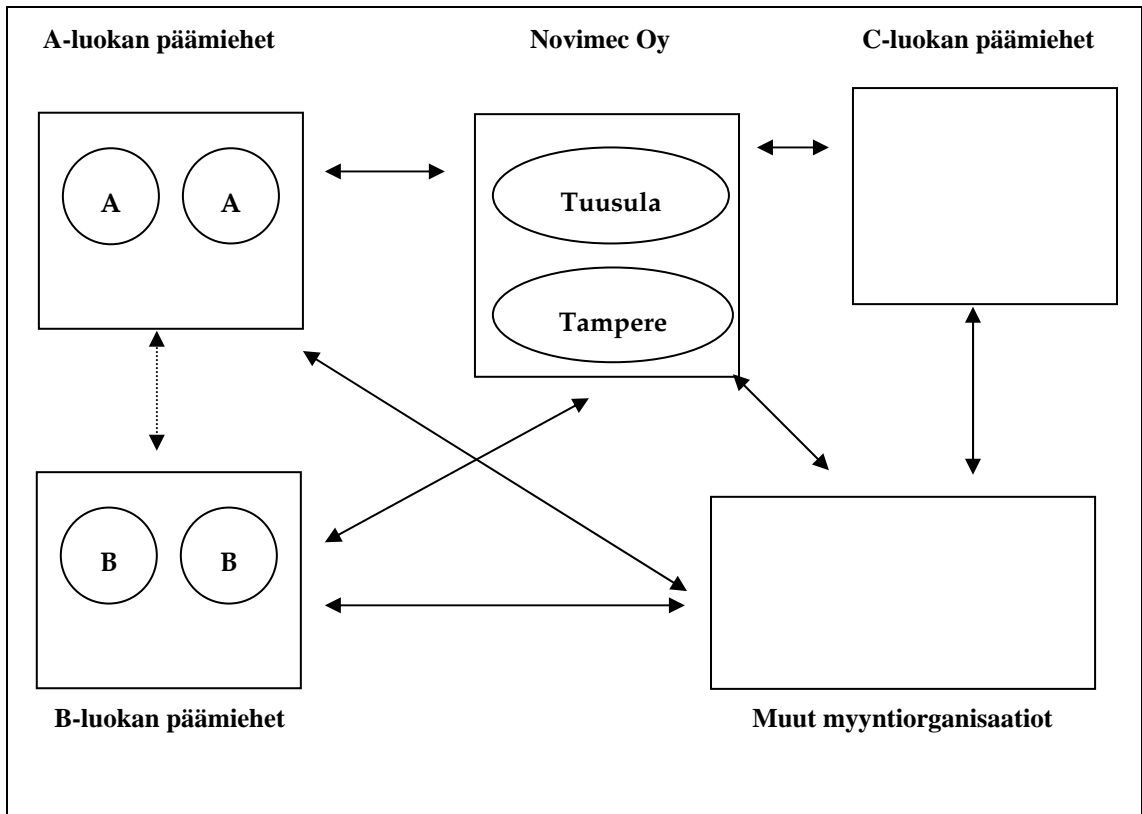 A-luokan päämiehet
Novimec Oy
C-luokan päämiehet
A
A
Tuusula
Tampere
B
B
B-luokan päämiehet
Muut myyntiorganisaatiot